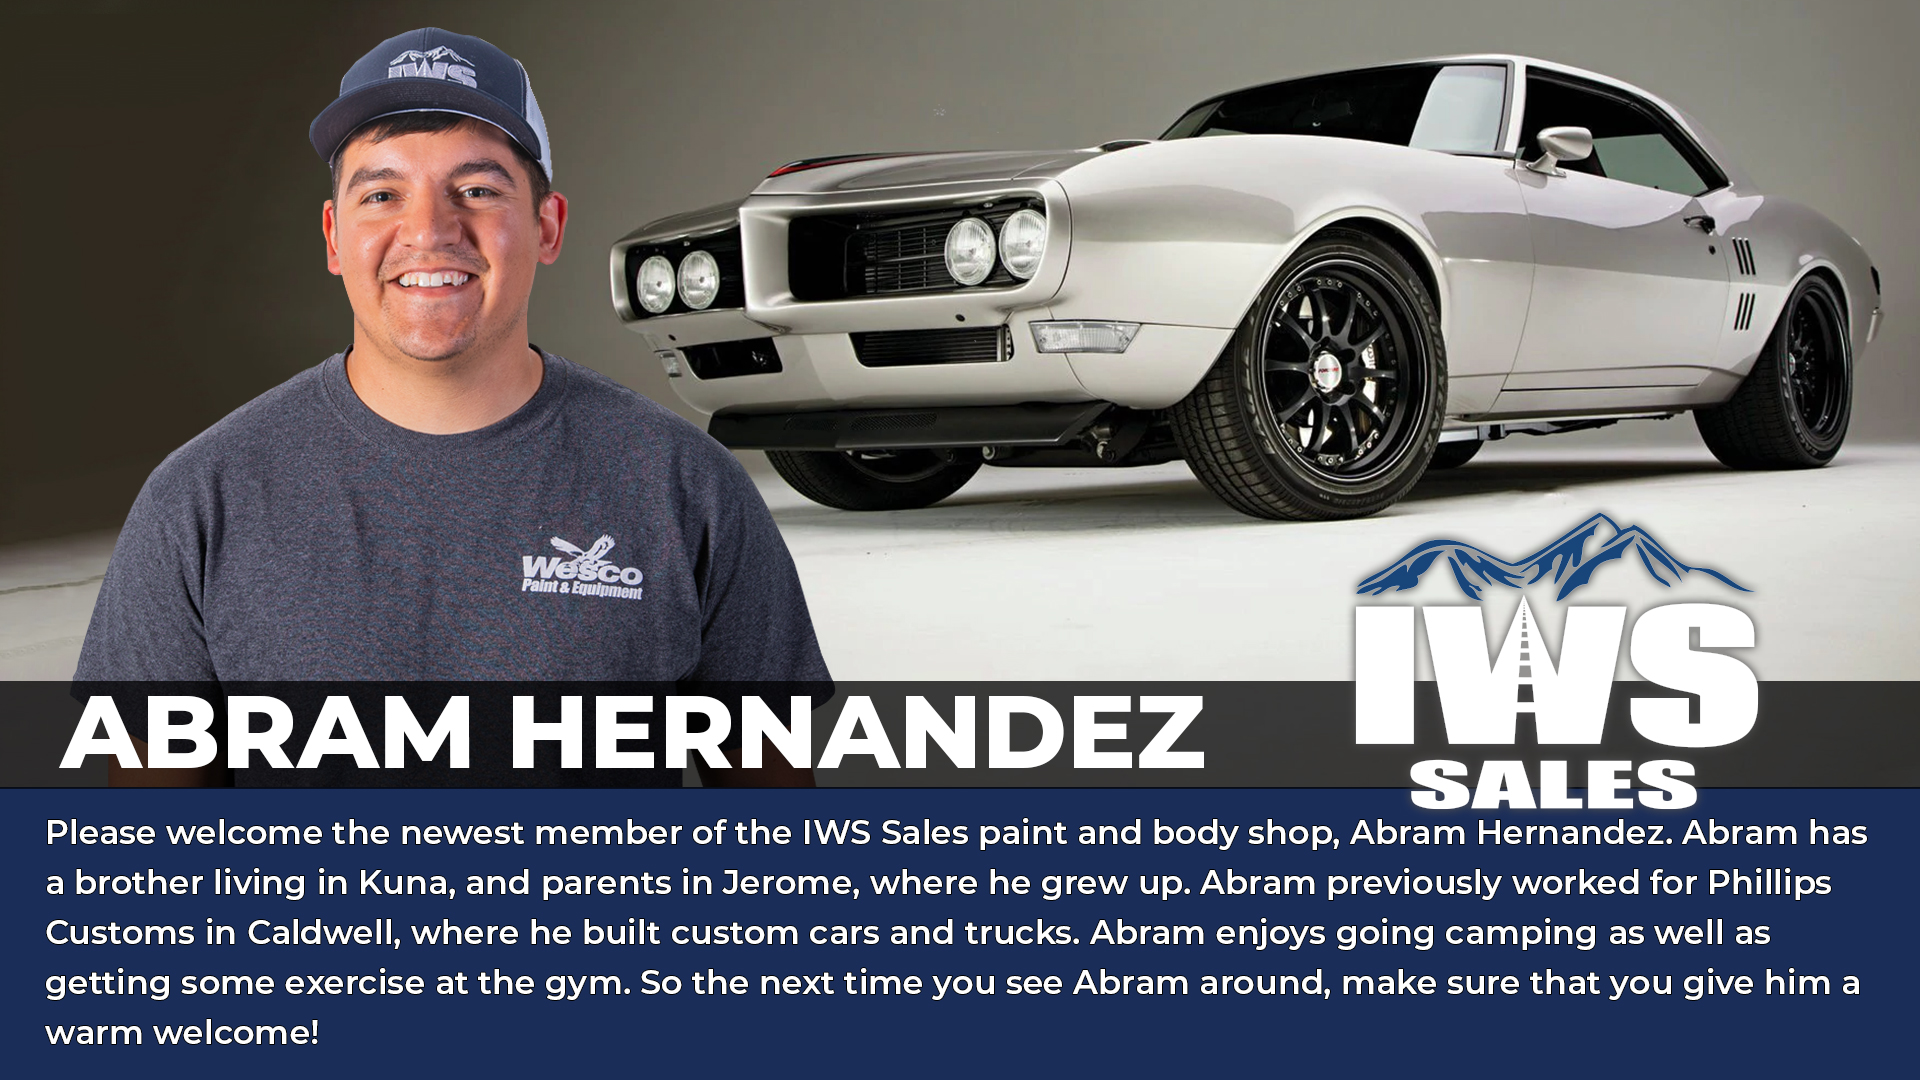 IWS
Wesco
Paint & Equipment
ABRAM HERNANDEZ
IWS
SALES
Please welcome the newest member of the IWS Sales paint and body shop, Abram Hernandez. Abram has
a brother living in Kuna, and parents in Jerome, where he grew up. Abram previously worked for Phillips
Customs in Caldwell, where he built custom cars and trucks. Abram enjoys going camping as well as
getting some exercise at the gym. So the next time you see Abram around, make sure that you give him a
warm welcome!